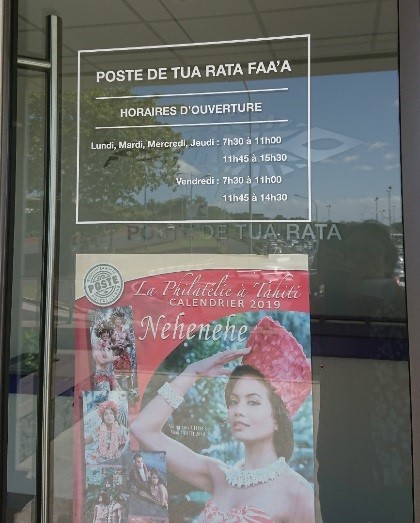 POSTE DE TUA RATA FAA'A
HORAIRES D'OUVERTURE
Lundi, Mardi, Mercredi, Jeudi : 7h30 à 11h00
11h45 à 15h30
Vendredi : 7h30 à 11h00
11h45 à 14h30
POSTE DE TUA RATA
POSTE
La Philatélie à Tahiti
CALENDRIER 2019
Nehenehe